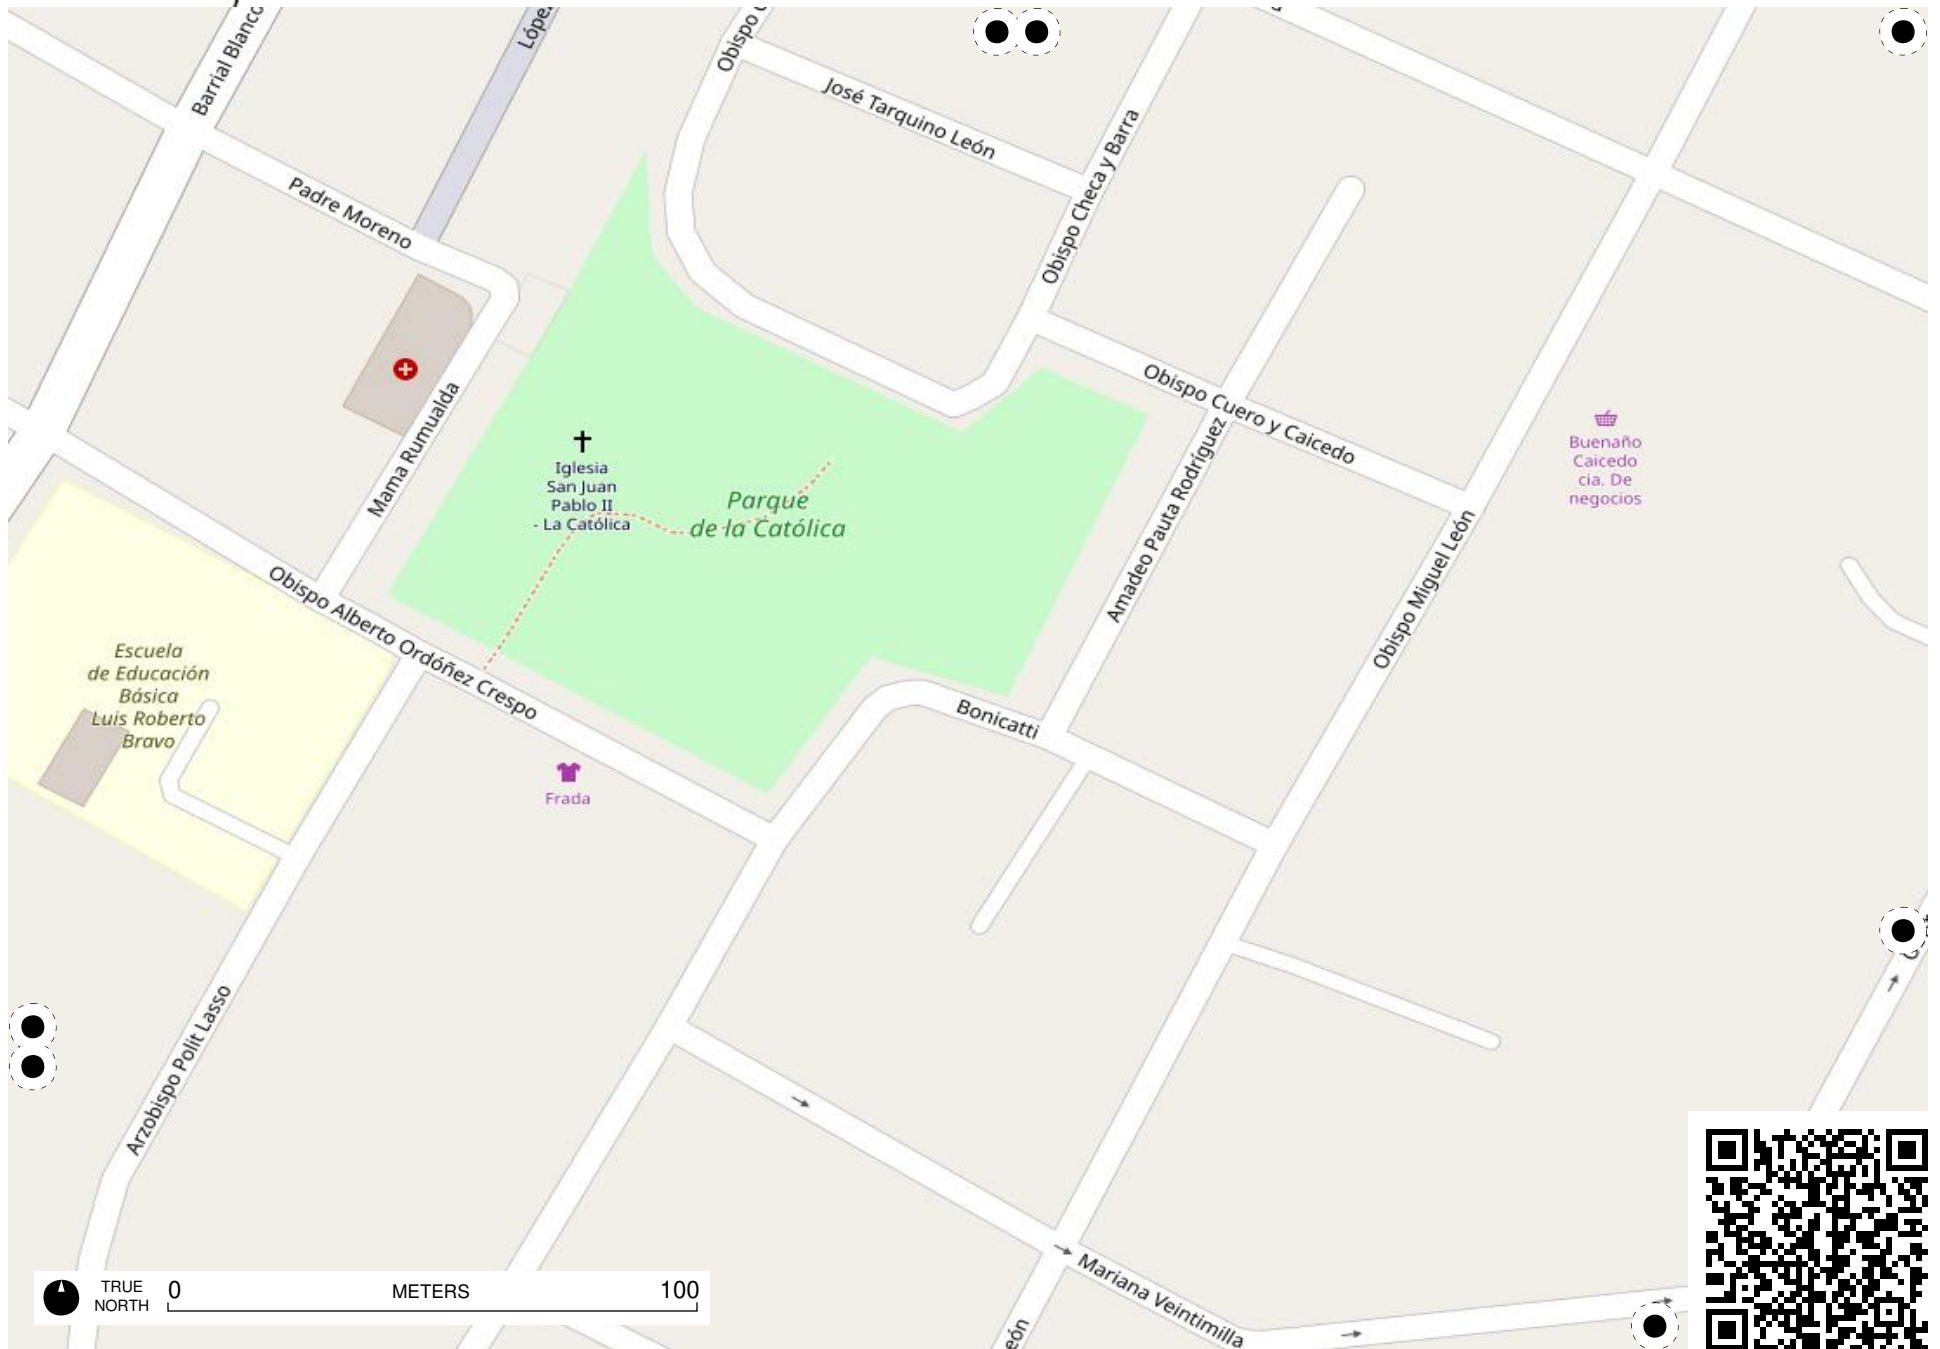 Barrial Blanco
Lópe
Obispo C
José Tarquino León
Obispo Checa y Barra
Padre Moreno
Mama Rumualda
Obispo Cuero y Caicedo
Amadeo Pauta Rodríguez
Obispo Miguel León
Buenaño
Caicedo
cia. De
negocios
Iglesia
San Juan
Pablo II
- La Católica
Parque
de la Católica
Obispo Alberto Ordóñez Crespo
Escuela
de Educación
Básica
Luis Roberto
Bravo
Bonicatti
Frada
Arzobispo Polit Lasso
Mariana Veintimilla
eón
TRUE
NORTH
0 METERS 100